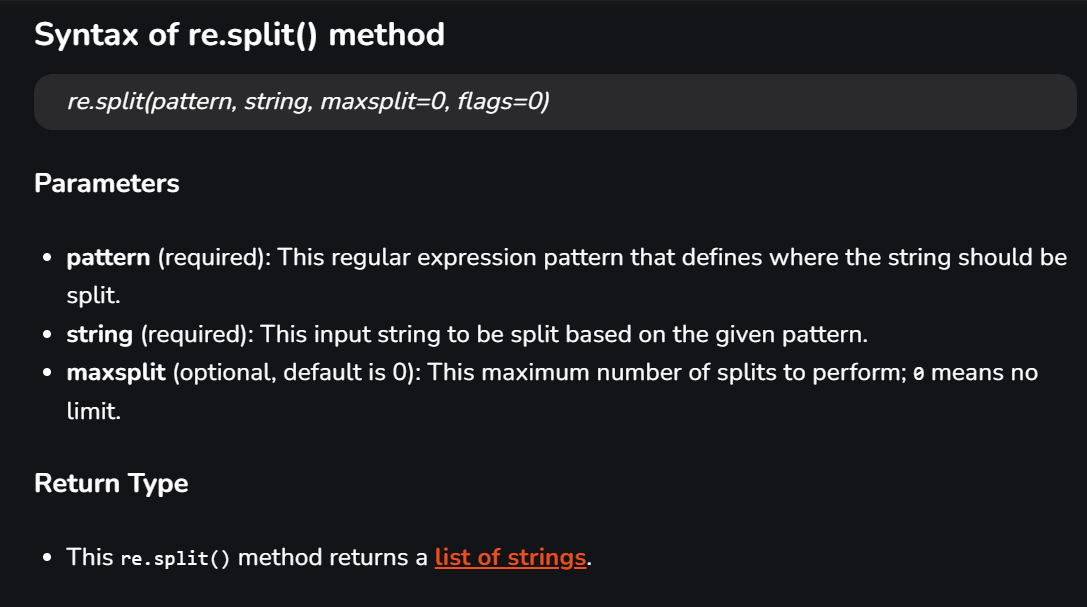 Syntax of re.split() method
re.split(pattern, string, maxsplit=0, flags=0)
Parameters
• pattern (required): This regular expression pattern that defines where the string should be
split.
• string (required): This input string to be split based on the given pattern.
• maxsplit (optional, default is 0): This maximum number of splits to perform; 0 means no
limit.
Return Type
• This re.split() method returns a list of strings.